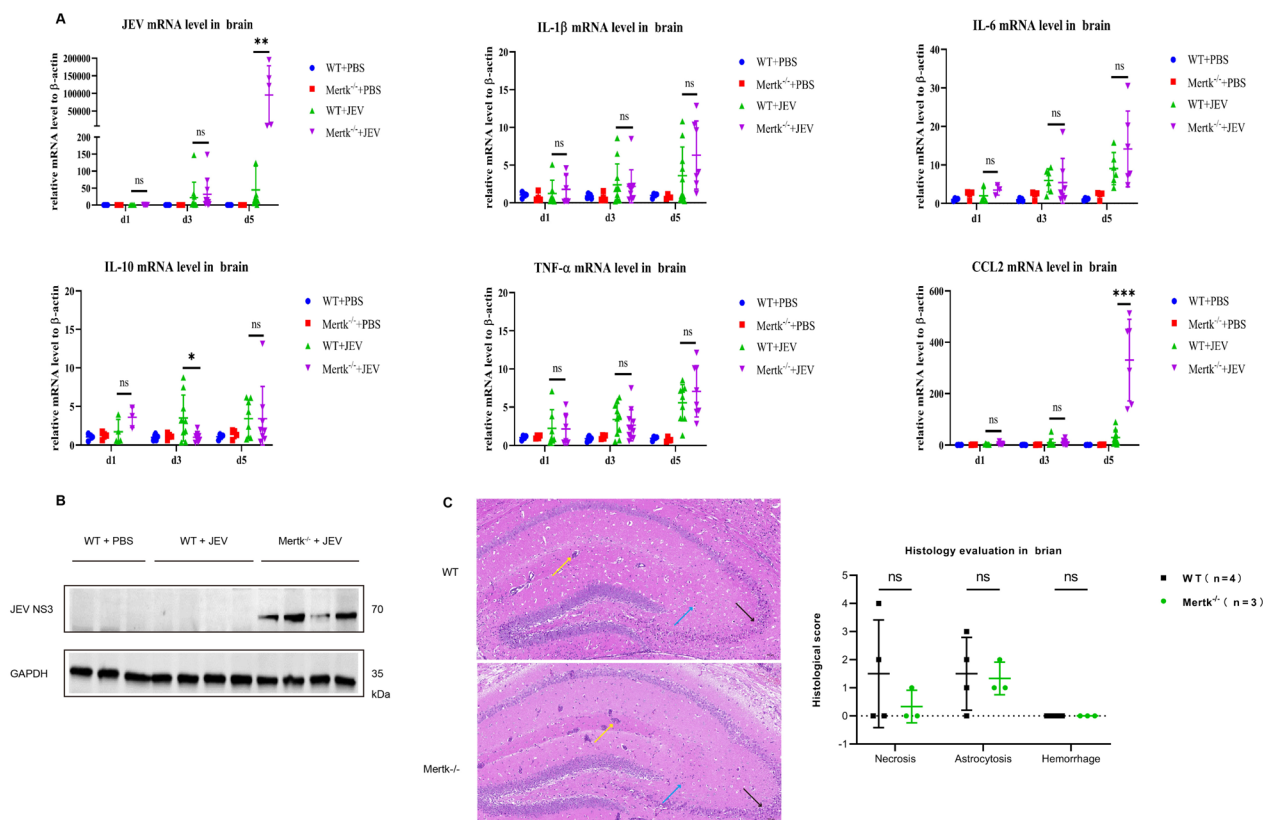 A
JEV mRNA level in brain
relative mRNA level to β-actin
200000
150000
100000
50000
200
150
100
50
0
ns
ns
**
d1
d3
d5
WT+PBS
Mertk-/-+PBS
WT+JEV
Mertk-/-+JEV
IL-1β mRNA level in brain
relative mRNA level to β-actin
20
15
10
5
0
ns
ns
ns
d1
d3
d5
WT+PBS
Mertk-/-+PBS
WT+JEV
Mertk-/-+JEV
IL-6 mRNA level in brain
relative mRNA level to β-actin
40
30
20
10
0
ns
ns
ns
d1
d3
d5
WT+PBS
Mertk-/-+PBS
WT+JEV
Mertk-/-+JEV
IL-10 mRNA level in brain
relative mRNA level to β-actin
20
15
10
5
0
ns
*
ns
d1
d3
d5
WT+PBS
Mertk-/-+PBS
WT+JEV
Mertk-/-+JEV
TNF-α mRNA level in brain
relative mRNA level to β-actin
20
15
10
5
0
ns
ns
ns
d1
d3
d5
WT+PBS
Mertk-/-+PBS
WT+JEV
Mertk-/-+JEV
CCL2 mRNA level in brain
relative mRNA level to β-actin
600
400
200
0
ns
ns
***
d1
d3
d5
WT+PBS
Mertk-/-+PBS
WT+JEV
Mertk-/-+JEV
B
WT + PBS
WT + JEV
Mertk-/- + JEV
JEV NS3
70
GAPDH
35
kDa
C
WT
Mertk-/-
Histology evaluation in brian
Histological score
5
4
3
2
1
0
-1
ns
ns
ns
Necrosis
Astrocytosis
Hemorrhage
WT ( n=4)
Mertk-/- ( n=3)